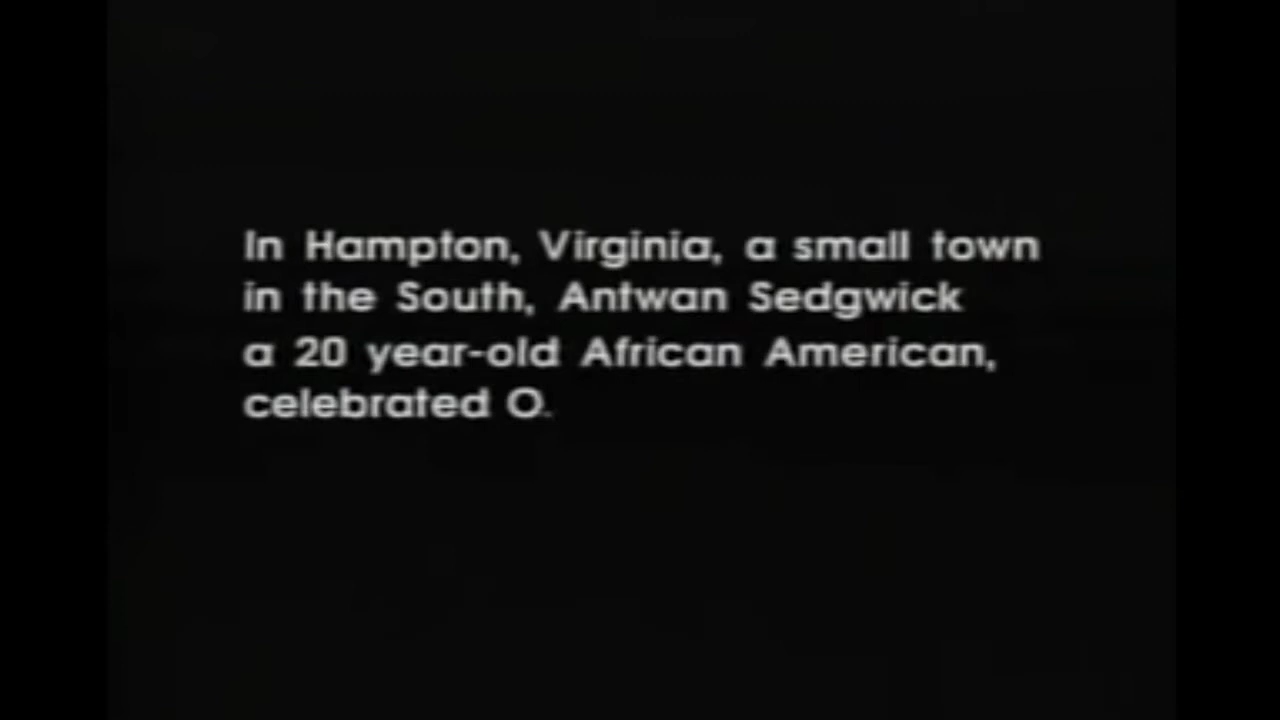 In Hampton, Virginia, a small town
in the South, Antwan Sedgwick
a 20 year-old African American,
celebrated O.